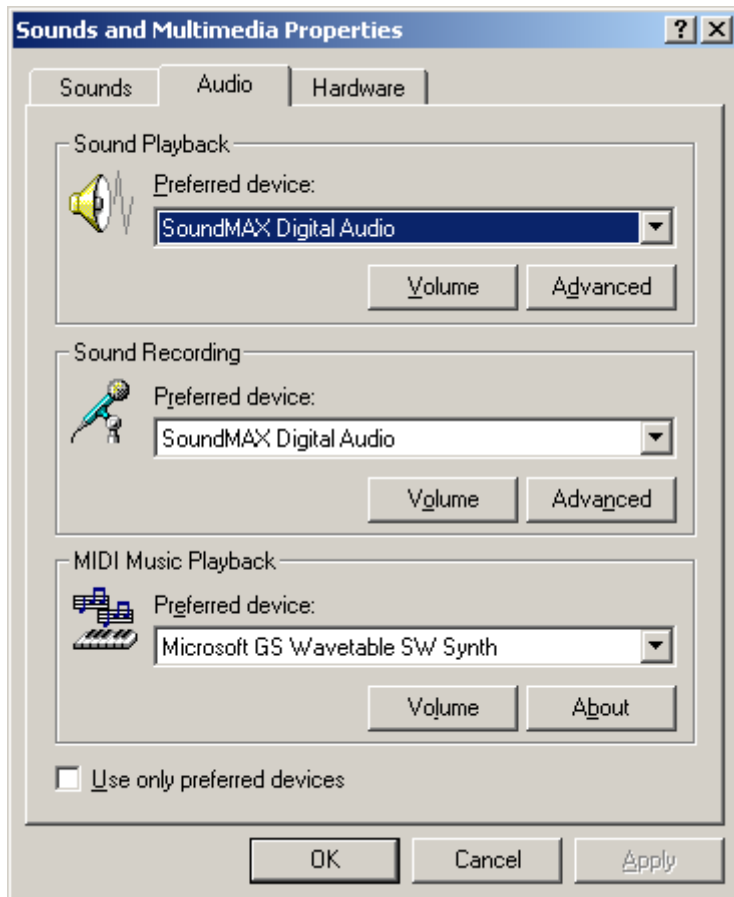 Sounds and Multimedia Properties
Sounds Audio Hardware
Sound Playback
Preferred device:
SoundMAX Digital Audio
Volume Advanced
Sound Recording
Preferred device:
SoundMAX Digital Audio
Volume Advanced
MIDI Music Playback
Preferred device:
Microsoft GS Wavetable SW Synth
Volume About
Use only preferred devices
OK Cancel Apply